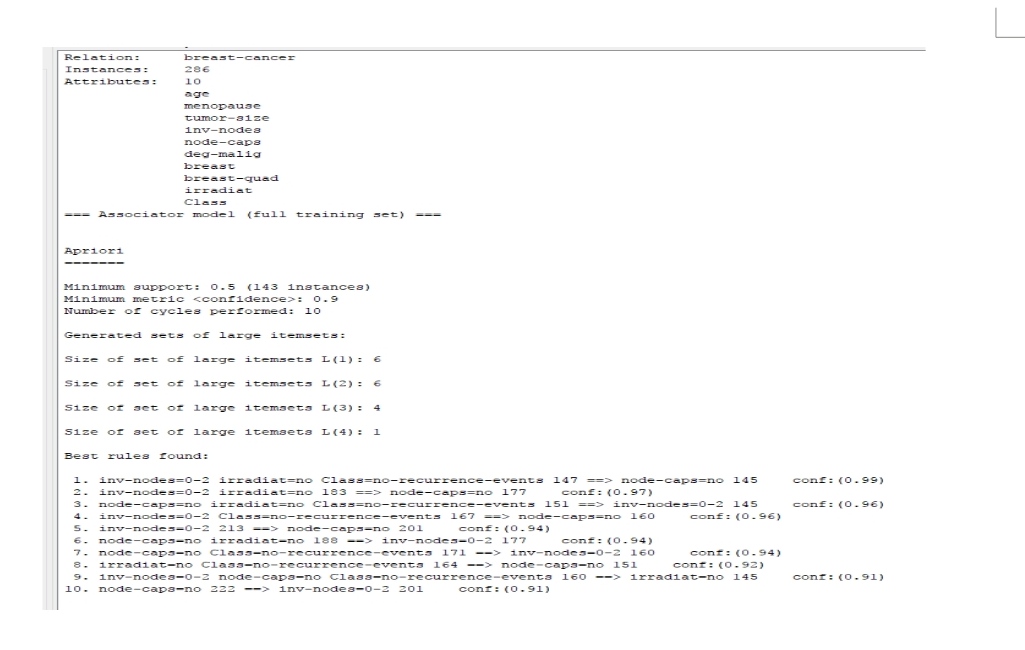 Relation: breast-cancer
Instances: 286
Attributes: 10
age
menopause
tumor-size
inv-nodes
node-caps
deg-malig
breast
breast-quad
irradiat
Class
=== Associator model (full training set) ===
Apriori
=======
Minimum support: 0.5 (143 instances)
Minimum metric <confidence>: 0.9
Number of cycles performed: 10
Generated sets of large itemsets:
Size of set of large itemsets L(1): 6
Size of set of large itemsets L(2): 6
Size of set of large itemsets L(3): 4
Size of set of large itemsets L(4): 1
Best rules found:
1. inv-nodes=0-2 irradiat=no Class=no-recurrence-events 147 ==> node-caps=no 145 conf:(0.99)
2. inv-nodes=0-2 irradiat=no 183 ==> node-caps=no 177 conf:(0.97)
3. node-caps=no irradiat=no Class=no-recurrence-events 151 ==> inv-nodes=0-2 145 conf:(0.96)
4. inv-nodes=0-2 Class=no-recurrence-events 167 ==> node-caps=no 160 conf:(0.96)
5. inv-nodes=0-2 213 ==> node-caps=no 201 conf:(0.94)
6. node-caps=no irradiat=no 188 ==> inv-nodes=0-2 177 conf:(0.94)
7. node-caps=no Class=no-recurrence-events 171 ==> inv-nodes=0-2 160 conf:(0.94)
8. irradiat=no Class=no-recurrence-events 164 ==> node-caps=no 151 conf:(0.92)
9. inv-nodes=0-2 node-caps=no Class=no-recurrence-events 160 ==> irradiat=no 145 conf:(0.91)
10. node-caps=no 222 ==> inv-nodes=0-2 201 conf:(0.91)